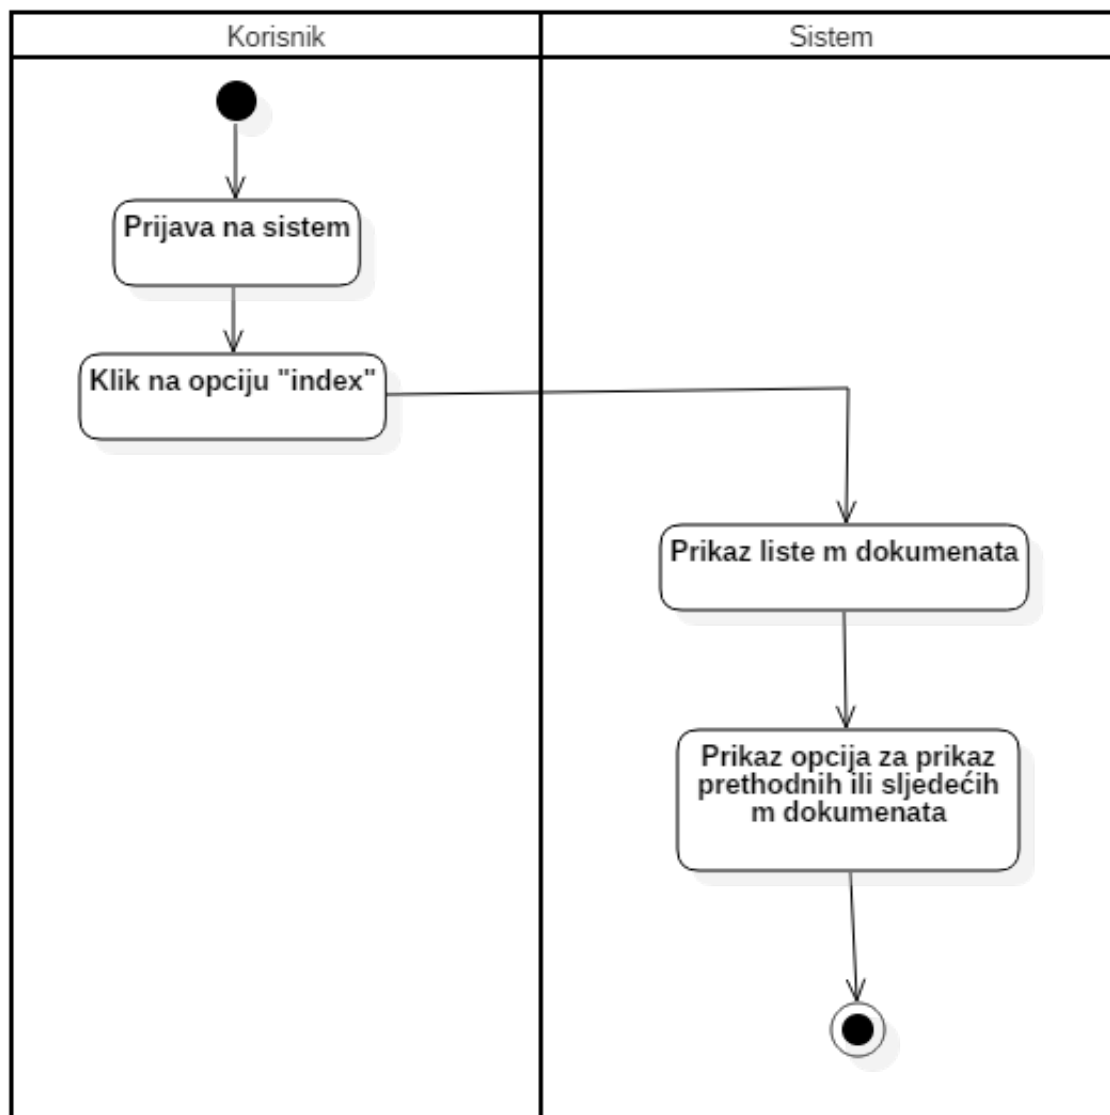 Korisnik
Sistem
Prijava na sistem
Klik na opciju "index"
Prikaz liste m dokumenata
Prikaz opcija za prikaz
prethodnih ili sljedećih
m dokumenata